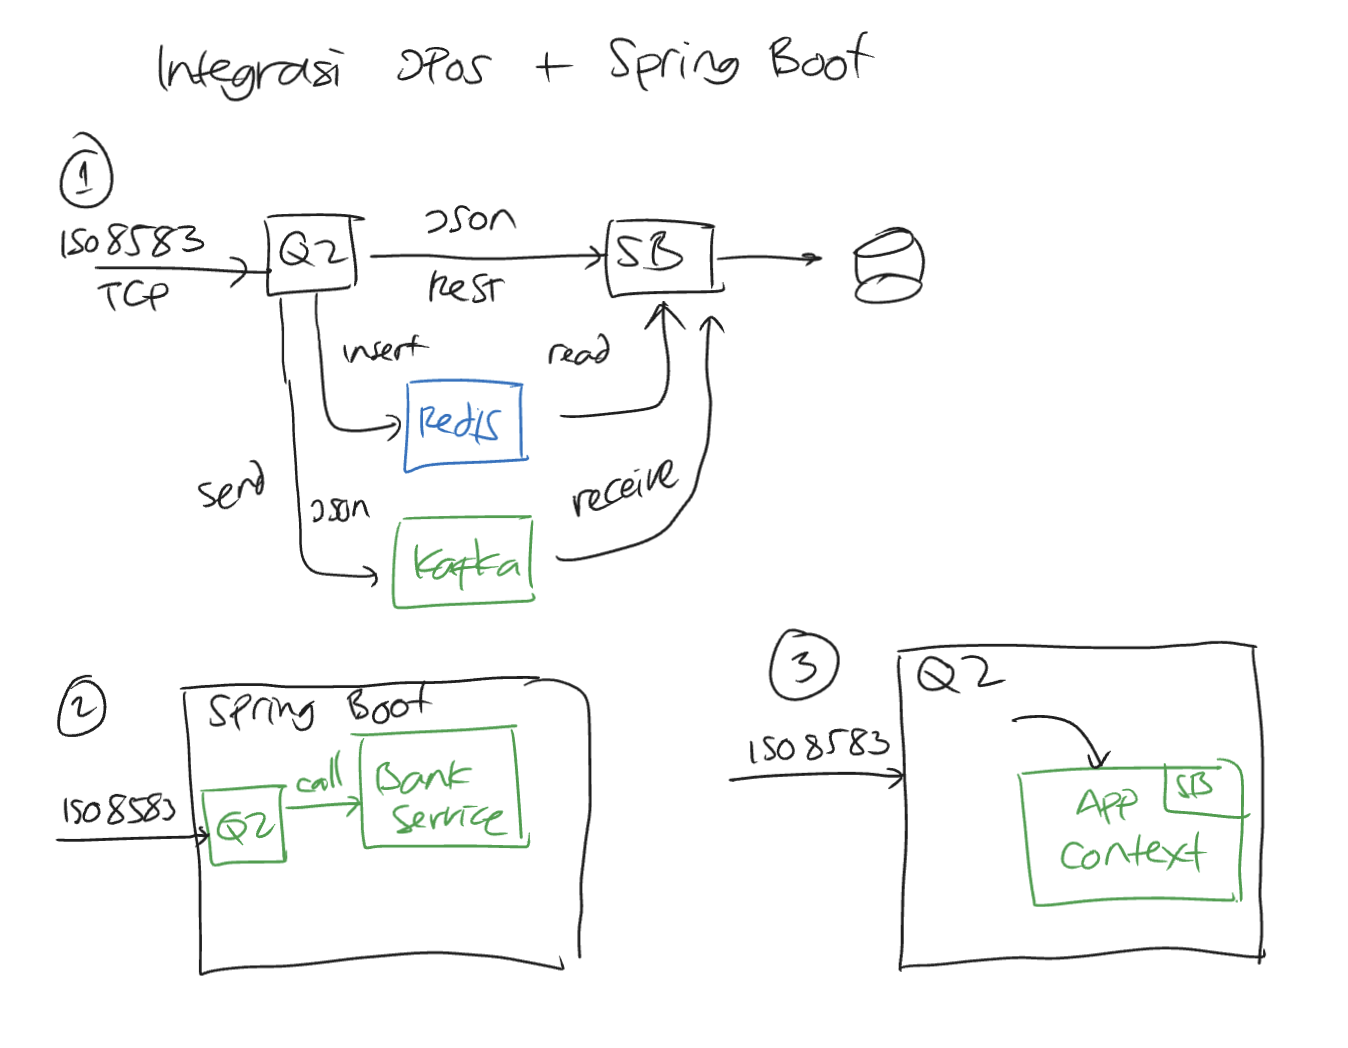 Integrasi JPOS + Spring Boot
1
ISO 8583
TCP
Q2
JSON
REST
SB
insert
read
Redis
send
JSON
receive
Kafka
2
Spring Boot
ISO 8583
Q2
call
Bank
Service
3
Q2
ISO 8583
App
SB
Context